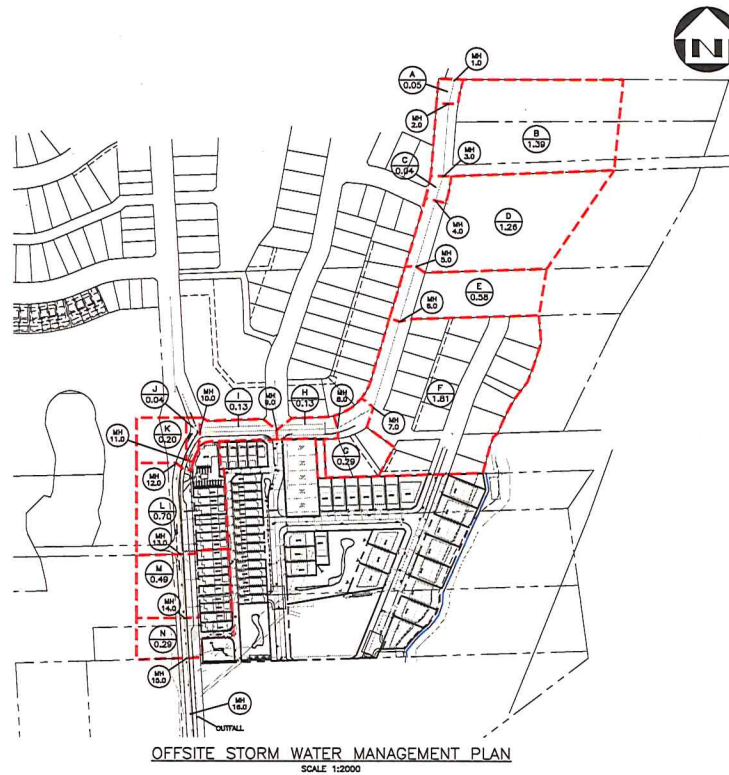 N
MH
1.0
A
0.05
MH
2.0
B
1.39
MH
3.0
C
0.94
MH
4.0
D
1.26
MH
5.0
E
0.58
MH
6.0
F
1.81
MH
7.0
MH
8.0
H
0.13
MH
9.0
I
0.13
MH
10.0
J
0.04
K
0.20
MH
11.0
G
0.29
MH
12.0
L
0.70
MH
13.0
M
0.49
MH
14.0
N
0.29
MH
15.0
MH
16.0
OUTFALL
OFFSITE STORM WATER MANAGEMENT PLAN
SCALE 1:2000